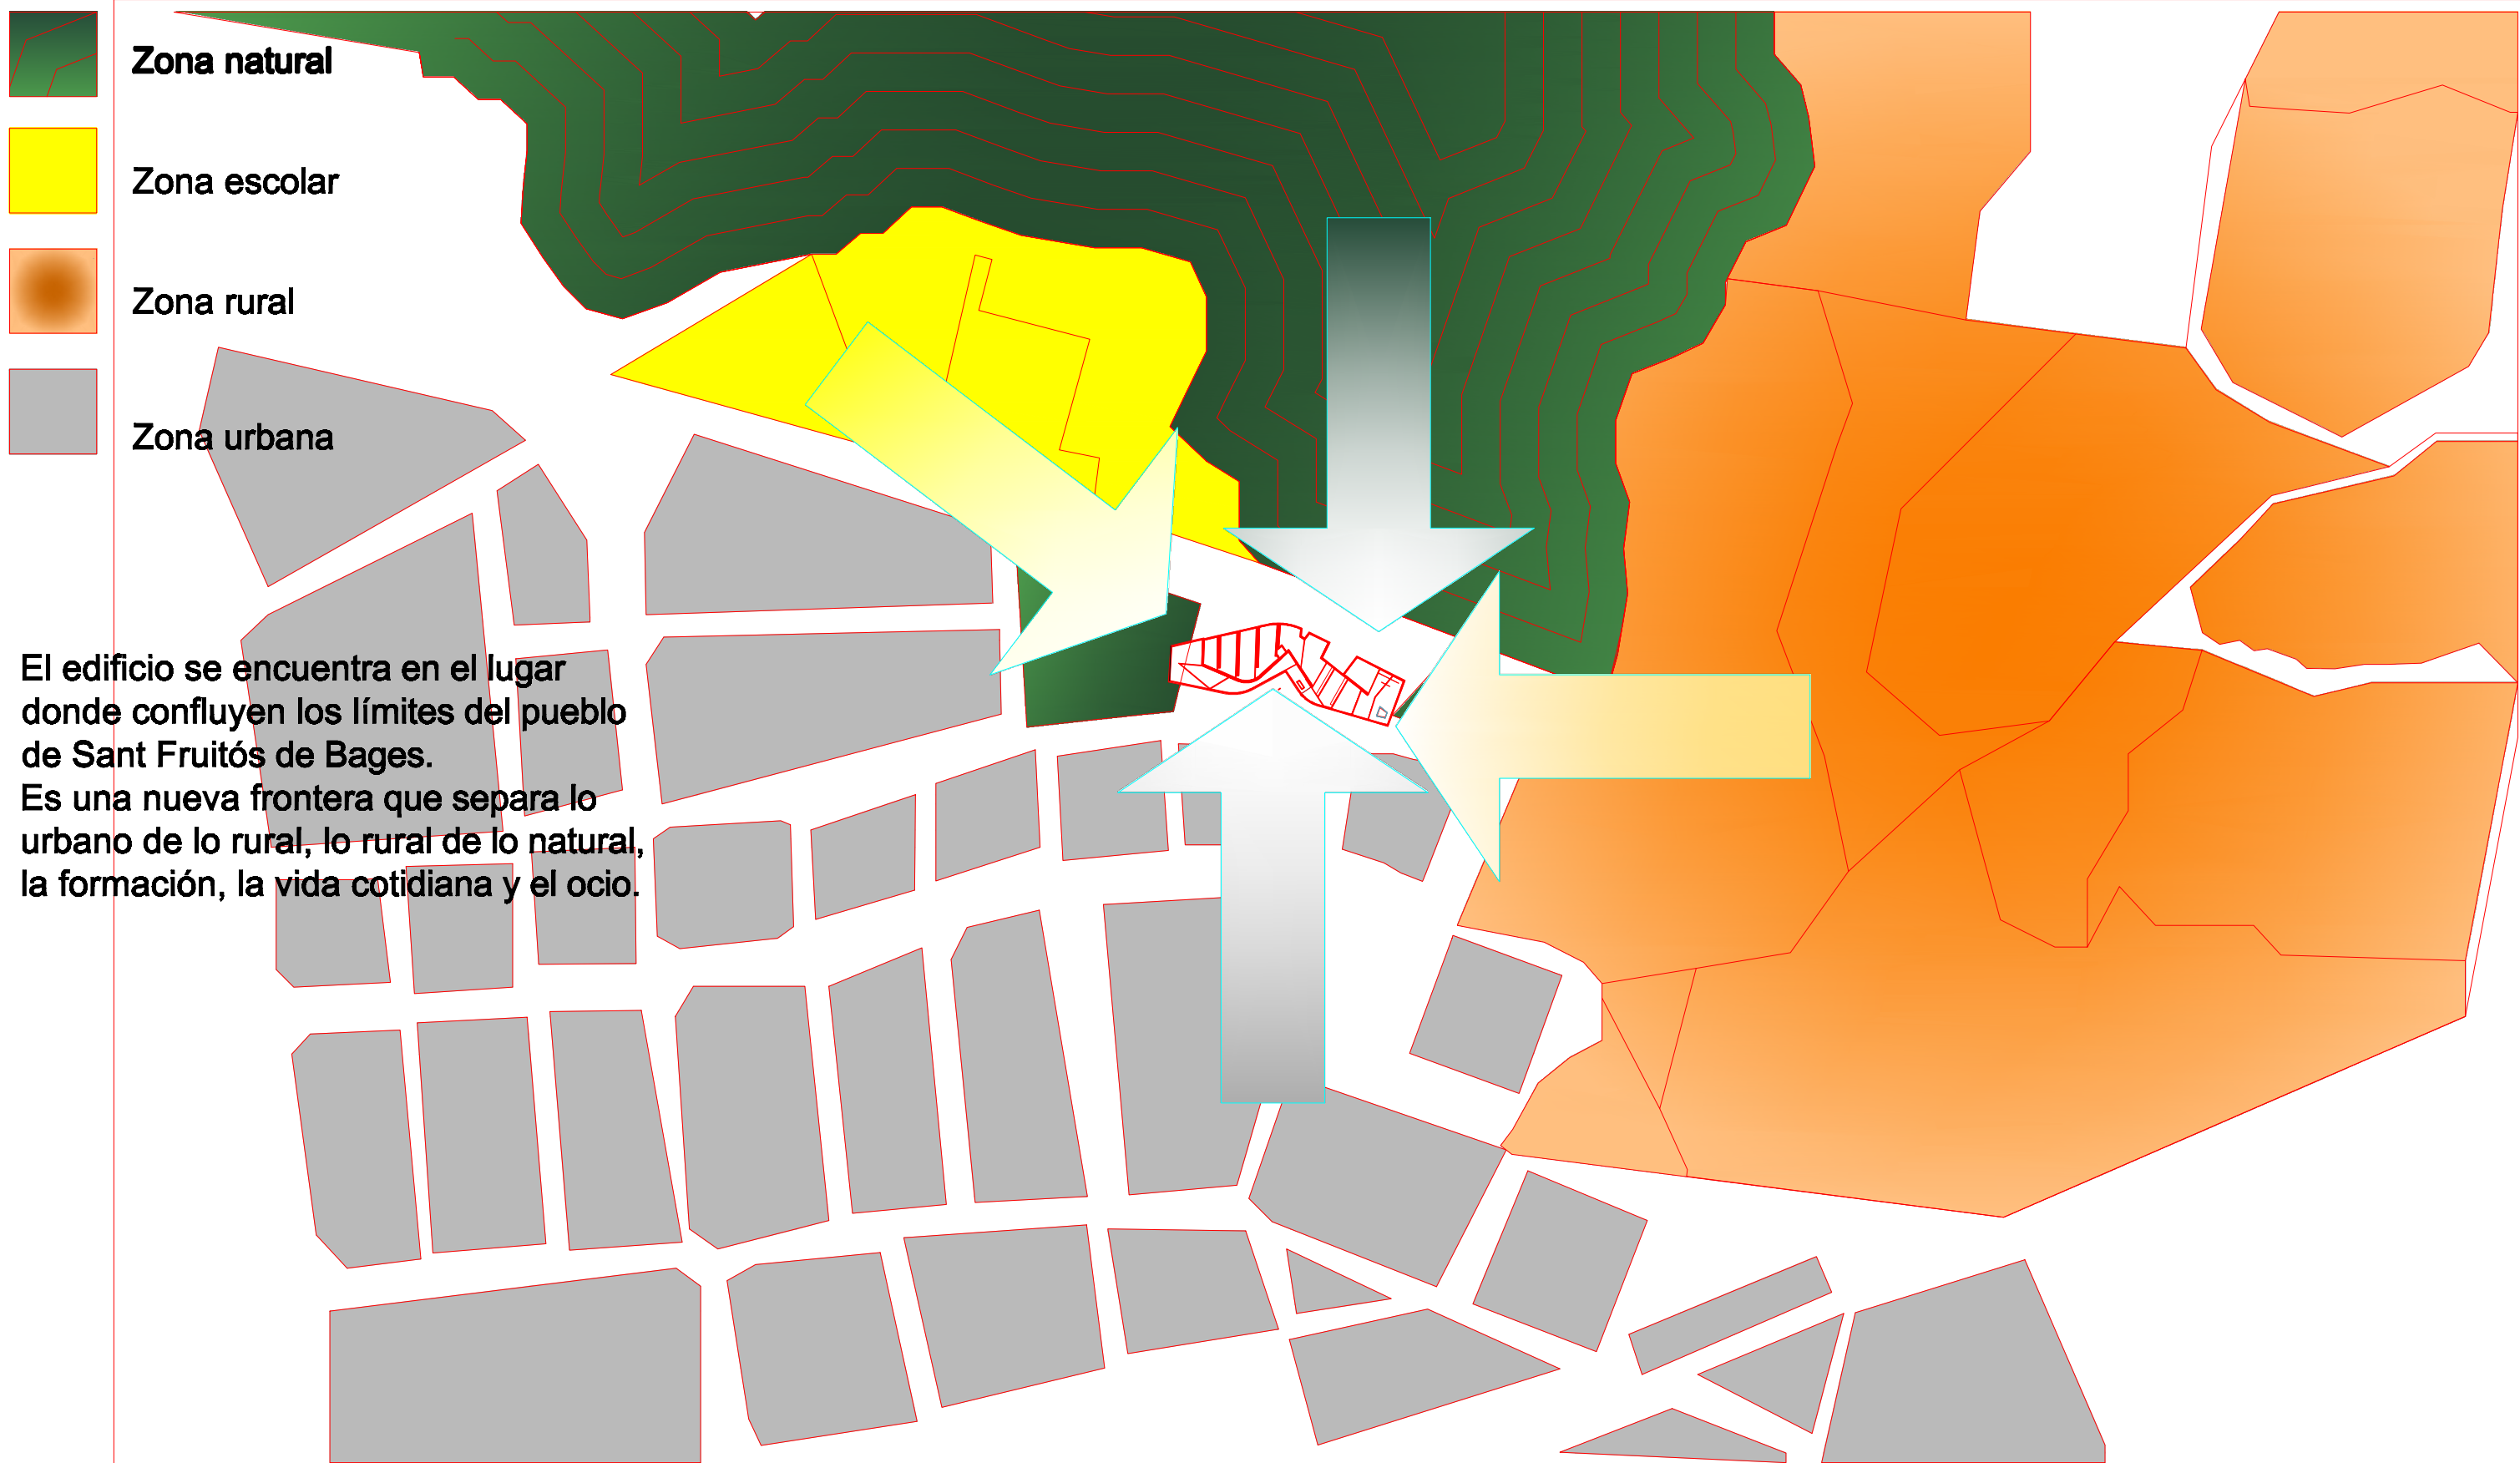 Zona natural
Zona escolar
Zona rural
Zona urbana
El edificio se encuentra en el lugar
donde confluyen los límites del pueblo
de Sant Fruitós de Bages.
Es una nueva frontera que separa lo
urbano de lo rural, lo rural de lo natural,
la formación, la vida cotidiana y el ocio.